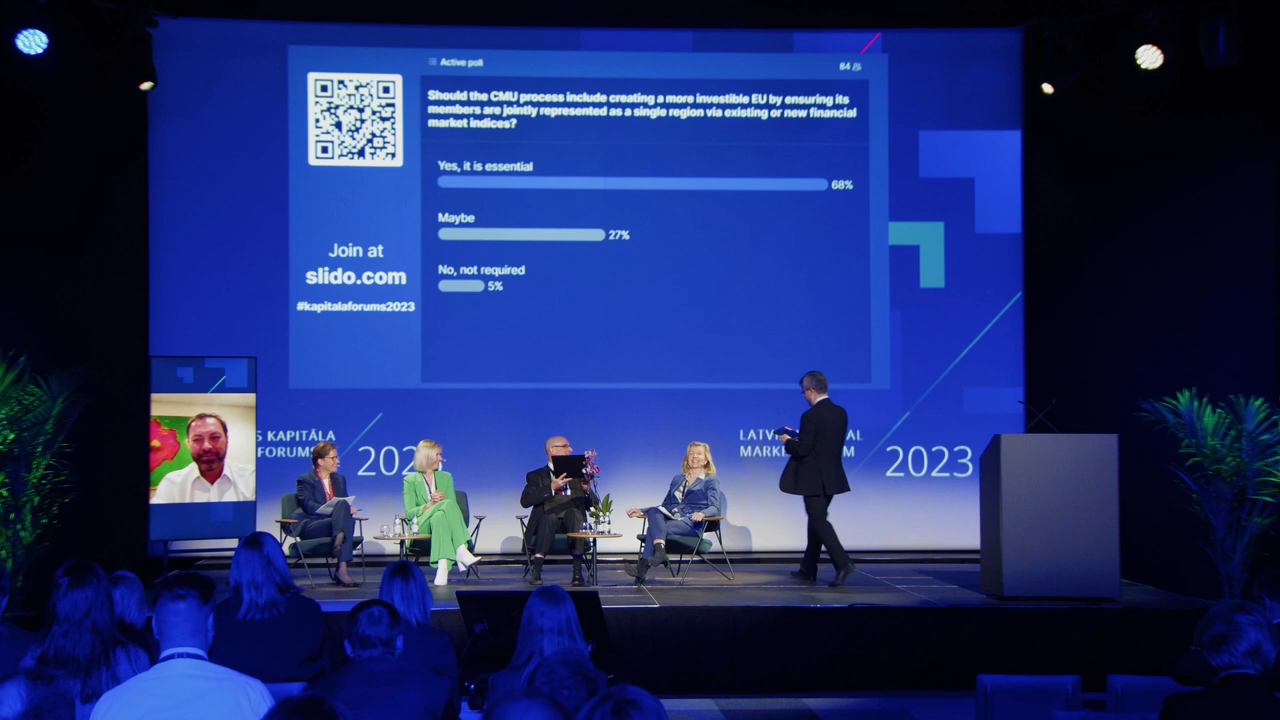 Active poll
84
Should the CMU process include creating a more investible EU by ensuring its
members are jointly represented as a single region via existing or new financial
market indices?
Yes, it is essential
68%
Maybe
27%
No, not required
5%
Join at
slido.com
#kapitalaforums2023
S KAPITĀLA
FORUMS
202
LATV AL
MARKE M
2023